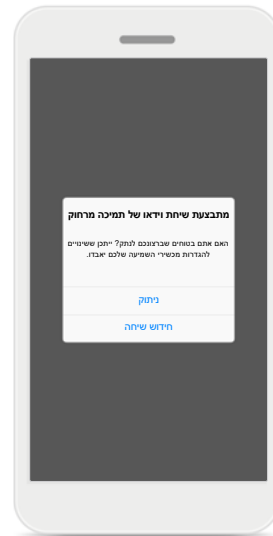 מתבצעת שיחת וידאו של תמיכה מרחוק
האם אתם בטוחים שברצונכם לנתק? ייתכן ששינויים
להגדרות מכשירי השמיעה שלכם יאבדו.
ניתוק
חידוש שיחה